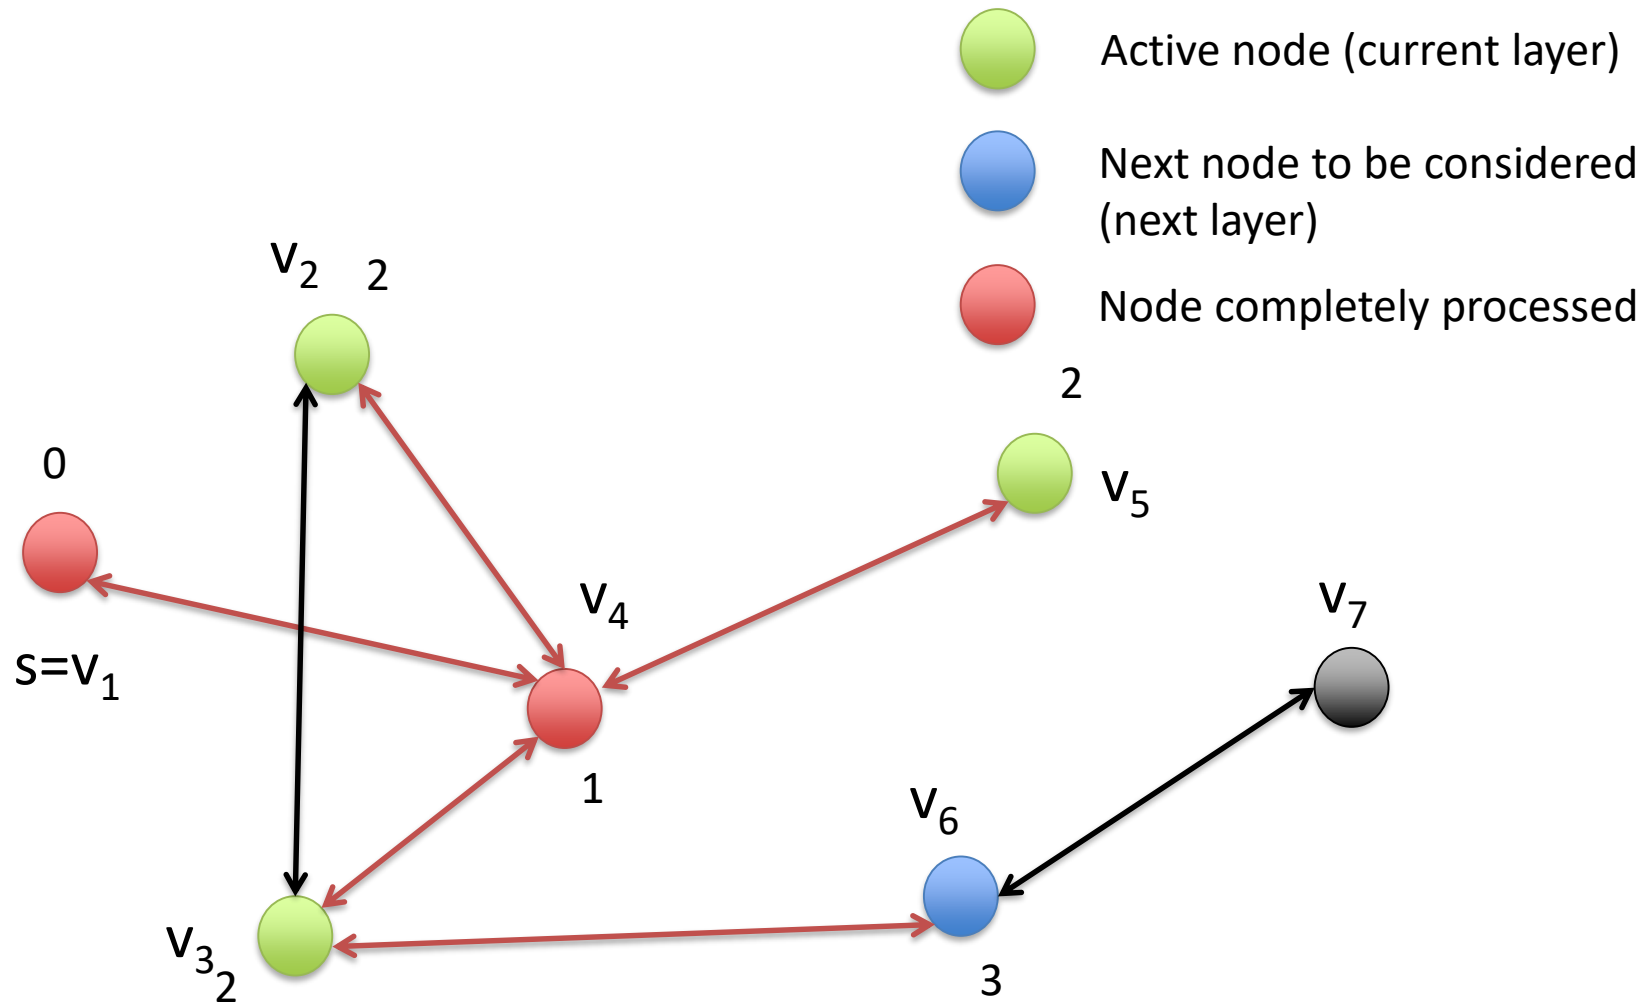 Active node (current layer)
Next node to be considered
(next layer)
Node completely processed
v2 2
2
0
v5
v4
v7
s=v1
1
v6
v3
2
3